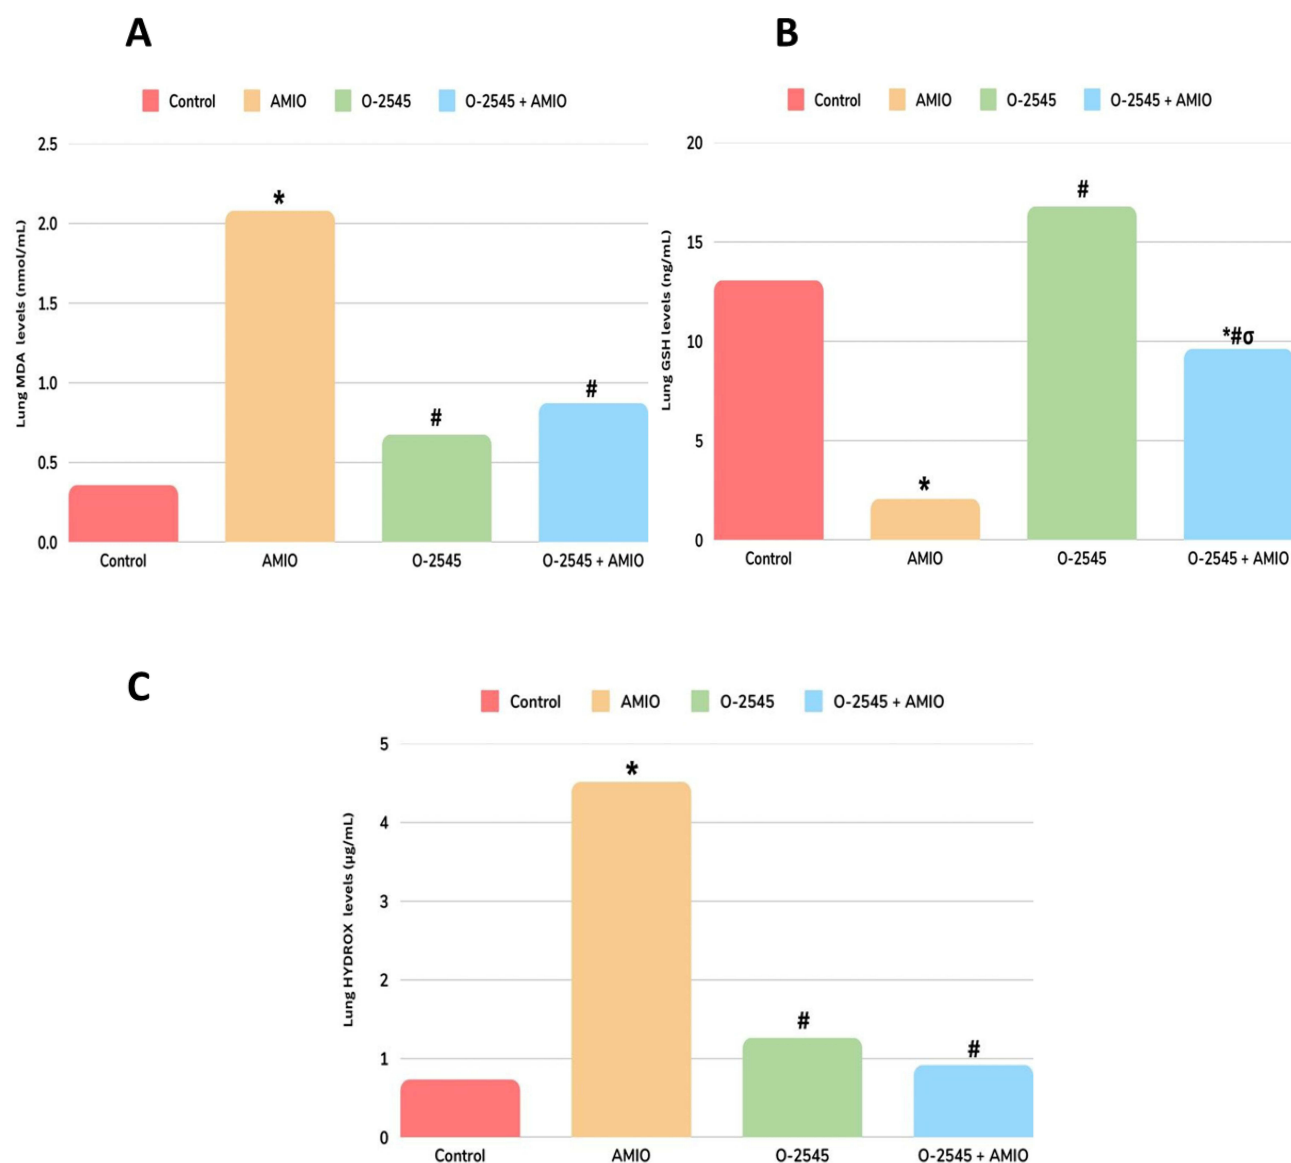 A
Control AMIO O-2545 O-2545 + AMIO
Lung MDA levels (nmol/mL)
2.5
2.0
1.5
1.0
0.5
0.0
*
#
#
Control AMIO O-2545 O-2545 + AMIO
B
Control AMIO O-2545 O-2545 + AMIO
Lung GSH levels (ng/mL)
20
15
10
5
0
*
#
*#σ
Control AMIO O-2545 O-2545 + AMIO
C
Control AMIO O-2545 O-2545 + AMIO
Lung HYDROX levels (µg/mL)
5
4
3
2
1
0
*
#
#
Control AMIO O-2545 O-2545 + AMIO